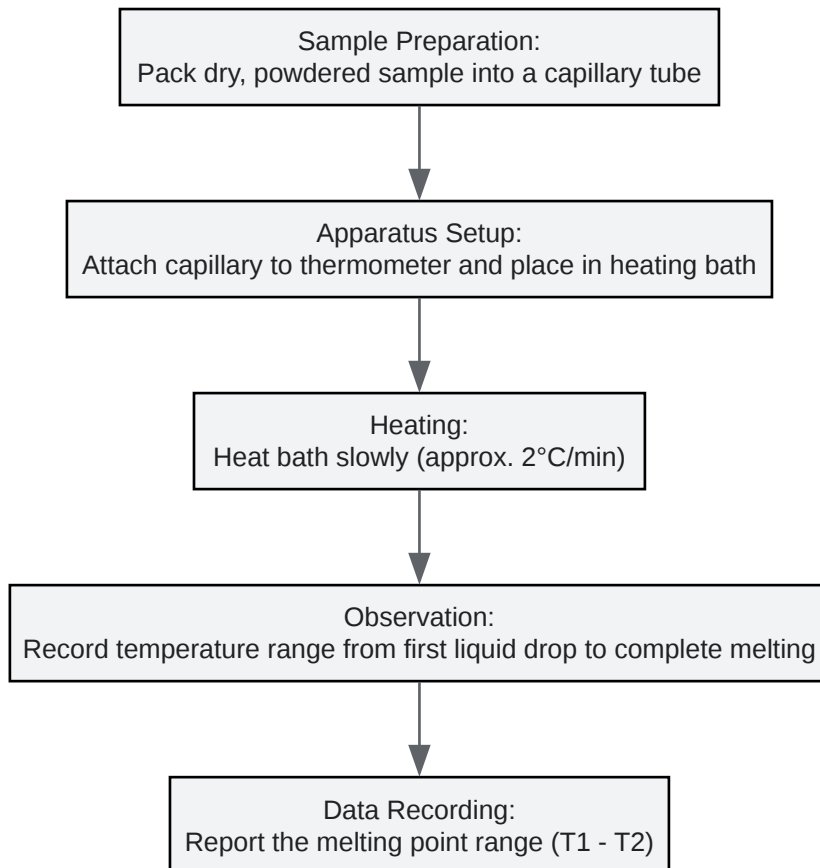 Sample Preparation:
Pack dry, powdered sample into a capillary tube
Apparatus Setup:
Attach capillary to thermometer and place in heating bath
Heating:
Heat bath slowly (approx. 2°C/min)
Observation:
Record temperature range from first liquid drop to complete melting
Data Recording:
Report the melting point range (T1 - T2)